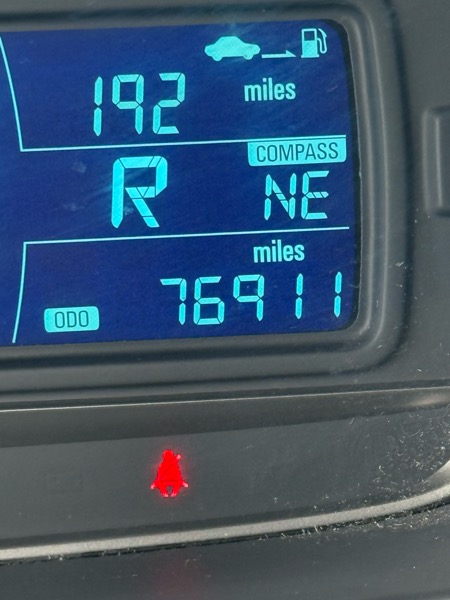 192 miles
COMPASS
R NE
miles
ODO 76911